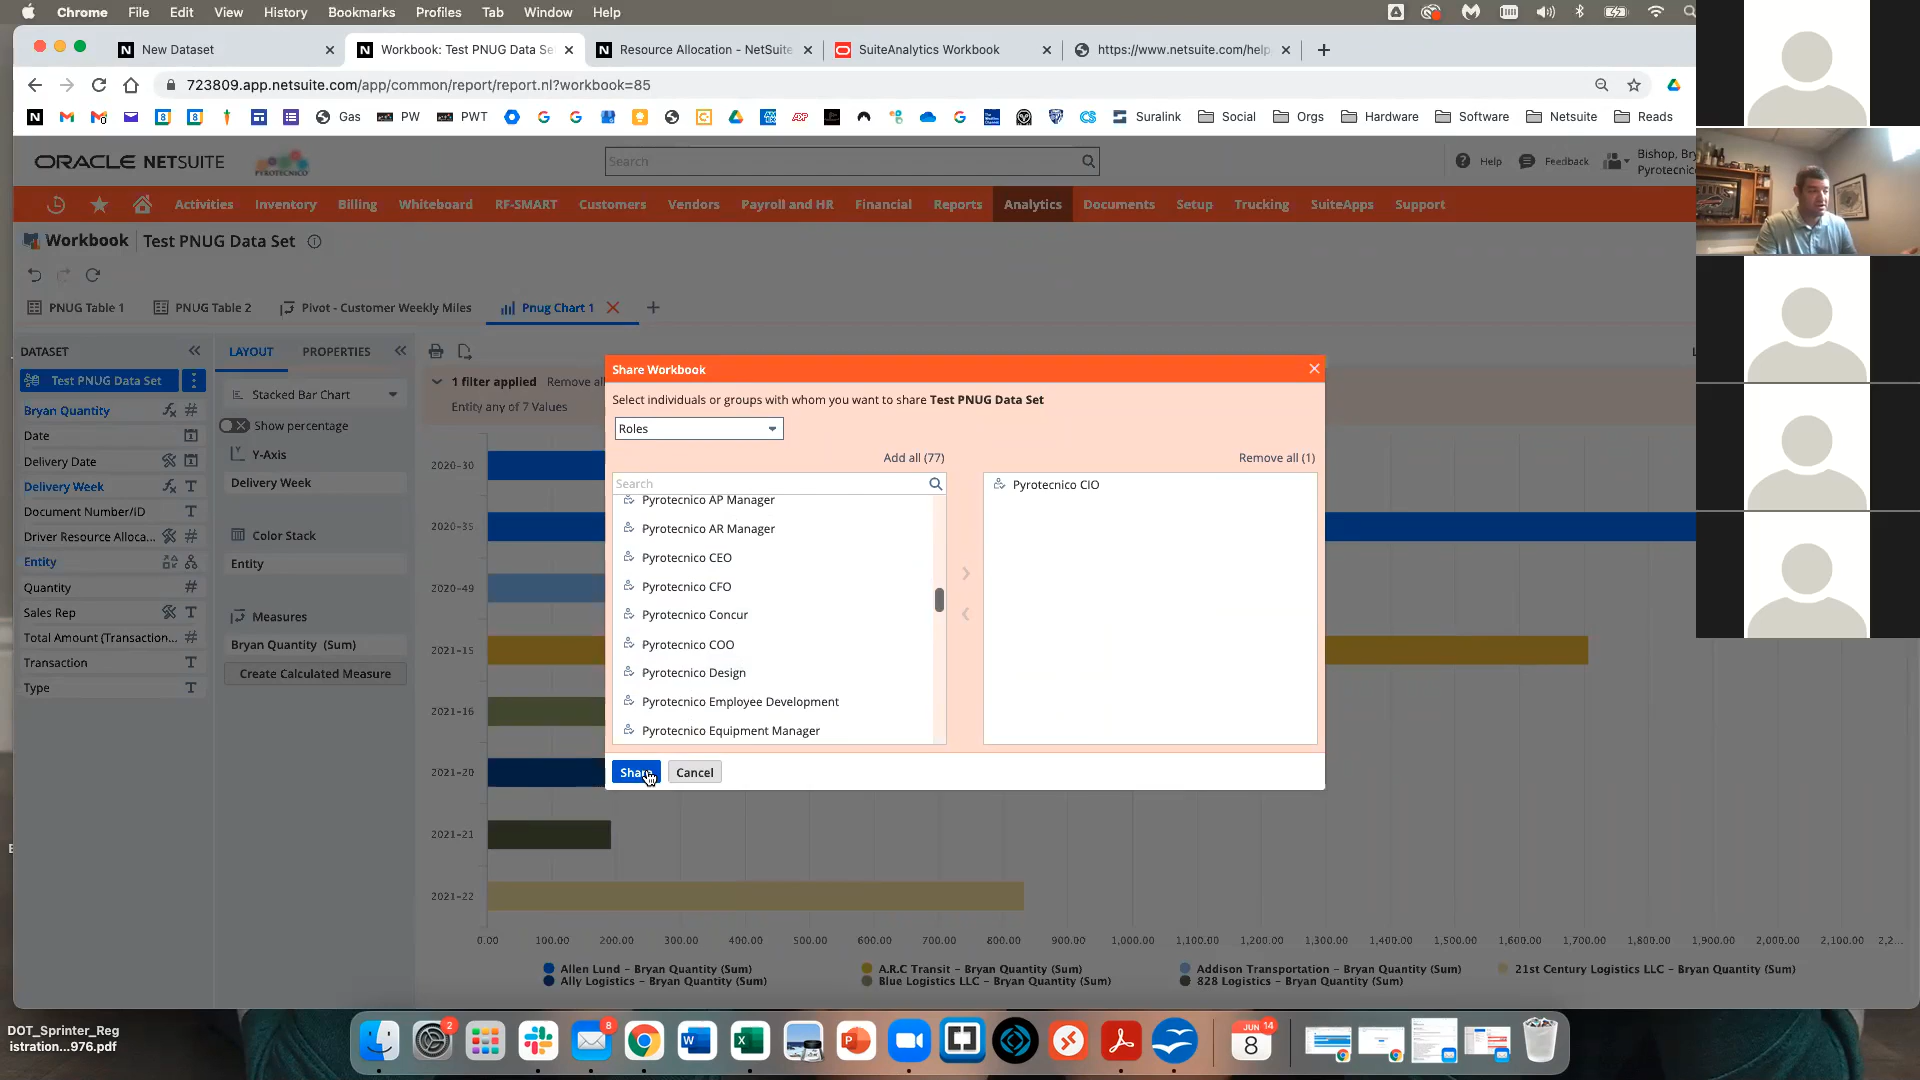 Chrome File Edit View History Bookmarks Profiles Tab Window Help
New Dataset
Workbook: Test PNUG Data Se
Resource Allocation - NetSuite
SuiteAnalytics Workbook
https://www.netsuite.com/help
723809.app.netsuite.com/app/common/report/report.nl?workbook=85
Gas PW PWT Suralink Social Orgs Hardware Software Netsuite Reads
ORACLE NETSUITE
PYROTECNICO
Search
Help Feedback
Bishop, Br
Pyrotecnic
Activities Inventory Billing Whiteboard RF-SMART Customers Vendors Payroll and HR Financial Reports Analytics Documents Setup Trucking SuiteApps Support
Workbook Test PNUG Data Set
PNUG Table 1 PNUG Table 2 Pivot - Customer Weekly Miles Pnug Chart 1
DATASET
Test PNUG Data Set
Bryan Quantity
Date
Delivery Date
Delivery Week
Document Number/ID
Driver Resource Alloca...
Entity
Quantity
Sales Rep
Total Amount (Transaction...
Transaction
Type
LAYOUT PROPERTIES
Stacked Bar Chart
Show percentage
Y-Axis
Delivery Week
Color Stack
Entity
Measures
Bryan Quantity (Sum)
Create Calculated Measure
1 filter applied Remove all
Entity any of 7 Values
Share Workbook
Select individuals or groups with whom you want to share Test PNUG Data Set
Roles
Add all (77)
Remove all (1)
Search
Pyrotecnico AP Manager
Pyrotecnico AR Manager
Pyrotecnico CEO
Pyrotecnico CFO
Pyrotecnico Concur
Pyrotecnico COO
Pyrotecnico Design
Pyrotecnico Employee Development
Pyrotecnico Equipment Manager
Pyrotecnico CIO
Share Cancel
2020-30
2020-35
2020-49
2021-15
2021-16
2021-20
2021-21
2021-22
0.00 100.00 200.00 300.00 400.00 500.00 600.00 700.00 800.00 900.00 1,000.00 1,100.00 1,200.00 1,300.00 1,400.00 1,500.00 1,600.00 1,700.00 1,800.00 1,900.00 2,000.00 2,100.00 2,2...
Allen Lund - Bryan Quantity (Sum) A.R.C Transit - Bryan Quantity (Sum) Addison Transportation - Bryan Quantity (Sum) 21st Century Logistics LLC - Bryan Quantity (Sum)
Ally Logistics - Bryan Quantity (Sum) Blue Logistics LLC - Bryan Quantity (Sum) 828 Logistics - Bryan Quantity (Sum)
DOT_Sprinter_Reg
istration...976.pdf
2
8
JUN 14
8